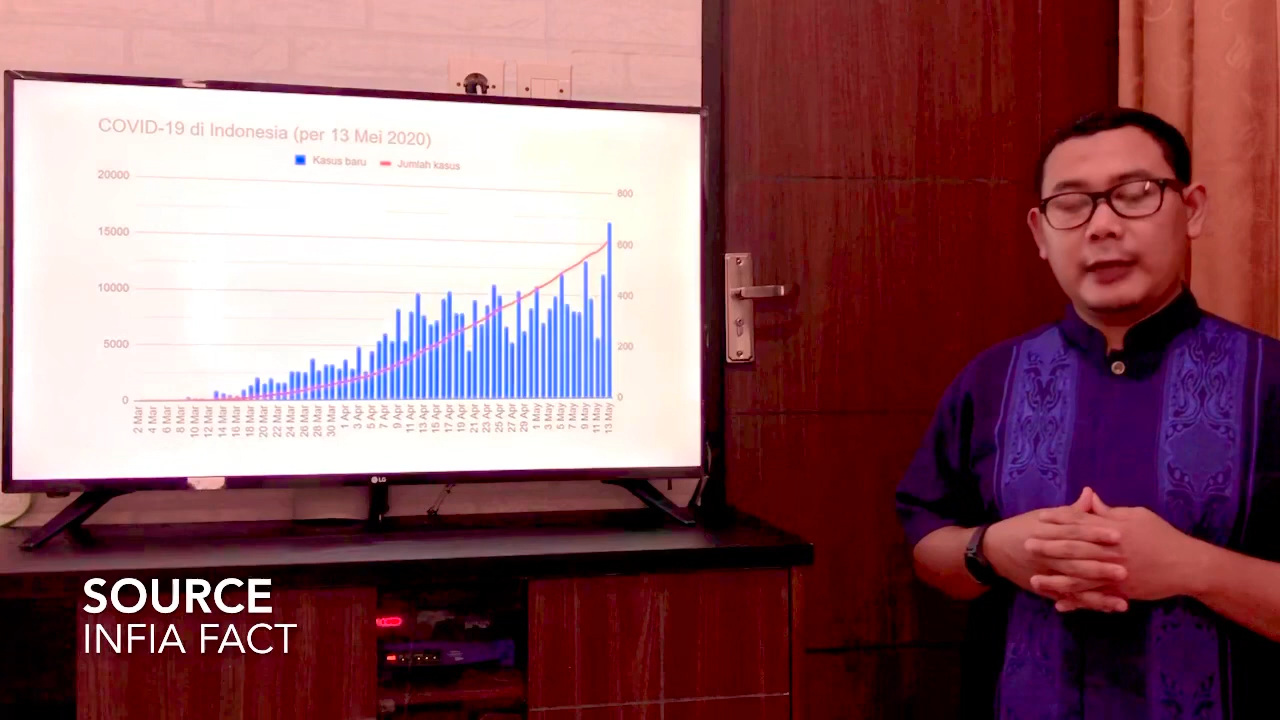 COVID-19 di Indonesia (per 13 Mei 2020)
Kasus baru Jumlah kasus
20000
15000
10000
5000
0
800
600
400
200
0
2 Mar 4 Mar 6 Mar 8 Mar 10 Mar 12 Mar 14 Mar 16 Mar 18 Mar 20 Mar 22 Mar 24 Mar 26 Mar 28 Mar 30 Mar 1 Apr 3 Apr 5 Apr 7 Apr 9 Apr 11 Apr 13 Apr 15 Apr 17 Apr 19 Apr 21 Apr 23 Apr 25 Apr 27 Apr 29 Apr 1 May 3 May 5 May 7 May 9 May 11 May 13 May
LG
SOURCE
INFIA FACT